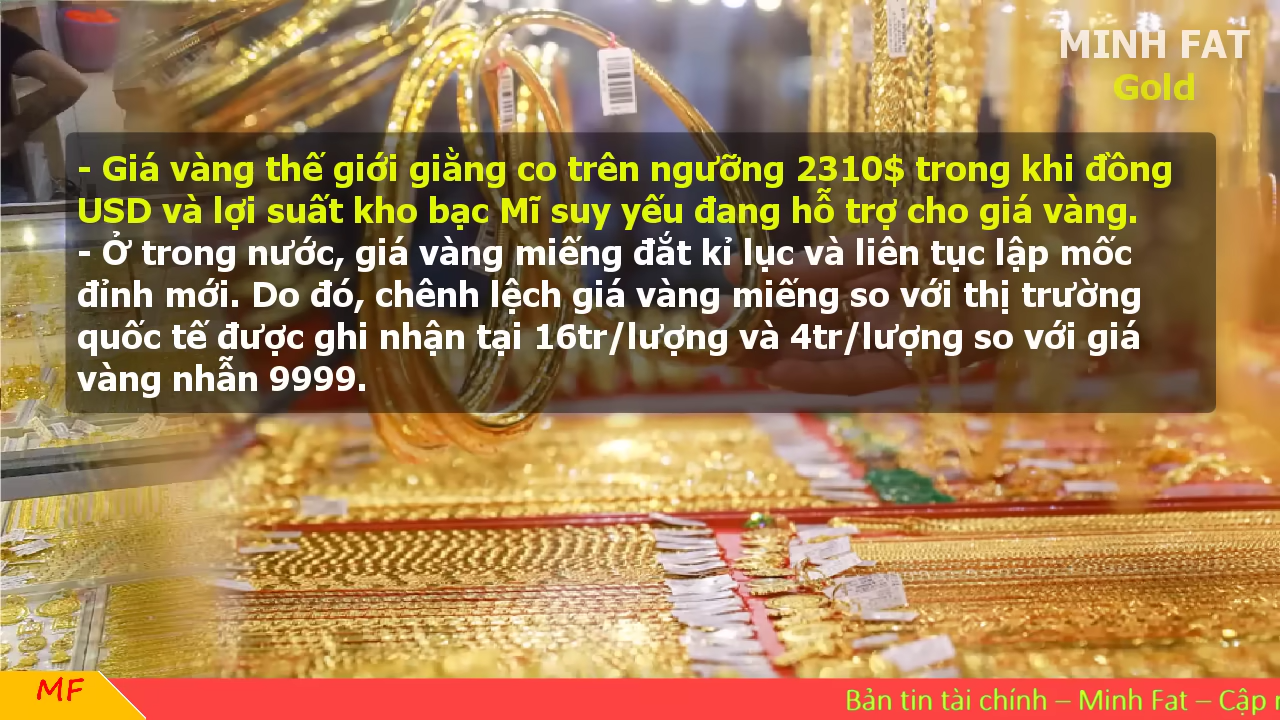 MINH FAT
Gold
- Giá vàng thế giới giằng co trên ngưỡng 2310$ trong khi đồng
USD và lợi suất kho bạc Mĩ suy yếu đang hỗ trợ cho giá vàng.
- Ở trong nước, giá vàng miếng đắt kỉ lục và liên tục lập mốc
đỉnh mới. Do đó, chênh lệch giá vàng miếng so với thị trường
quốc tế được ghi nhận tại 16tr/lượng và 4tr/lượng so với giá
vàng nhẫn 9999.
MF
Bản tin tài chính – Minh Fat – Cập